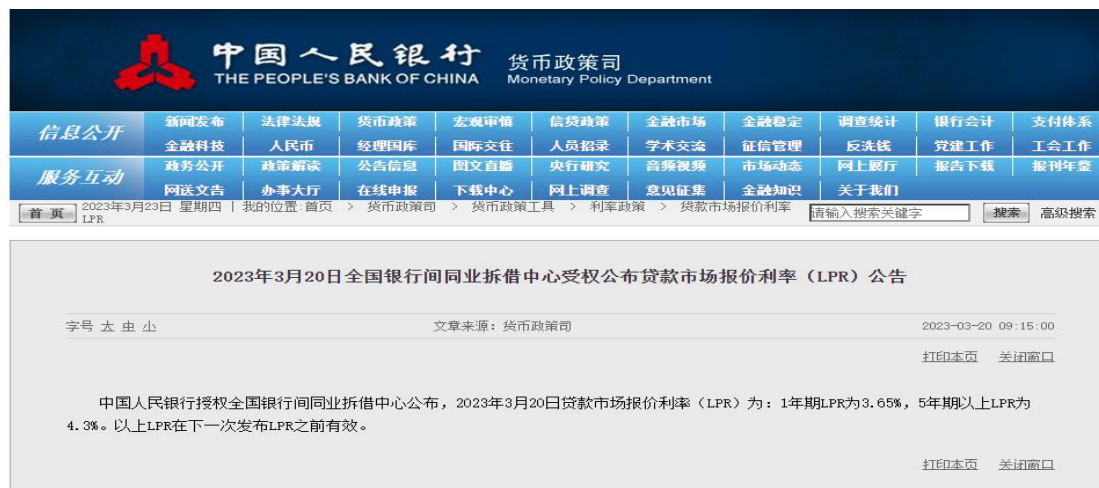 中国人民银行 货币政策司
THE PEOPLE'S BANK OF CHINA Monetary Policy Department
信息公开 新闻发布 法律法规 货币政策 宏观审慎 信贷政策 金融市场 金融稳定 调查统计 银行会计 支付体系
金融科技 人民币 经理国库 国际交往 人员招录 学术交流 征信管理 反洗钱 党建工作 工会工作
服务互动 政务公开 政策解读 公告信息 图文直播 央行研究 音频视频 市场动态 网上展厅 报告下载 报刊年鉴
网送文告 办事大厅 在线申报 下载中心 网上调查 意见征集 金融知识 关于我们
首 页 2023年3月23日 星期四 | 我的位置:首页 > 货币政策司 > 货币政策工具 > 利率政策 > 贷款市场报价利率 请输入搜索关键字 搜索 高级搜索
LPR
2023年3月20日全国银行间同业拆借中心受权公布贷款市场报价利率（LPR）公告
字号 大 中 小 文章来源：货币政策司 2023-03-20 09:15:00
打印本页 关闭窗口
中国人民银行授权全国银行间同业拆借中心公布，2023年3月20日贷款市场报价利率（LPR）为：1年期LPR为3.65%，5年期以上LPR为
4.3%。以上LPR在下一次发布LPR之前有效。
打印本页 关闭窗口